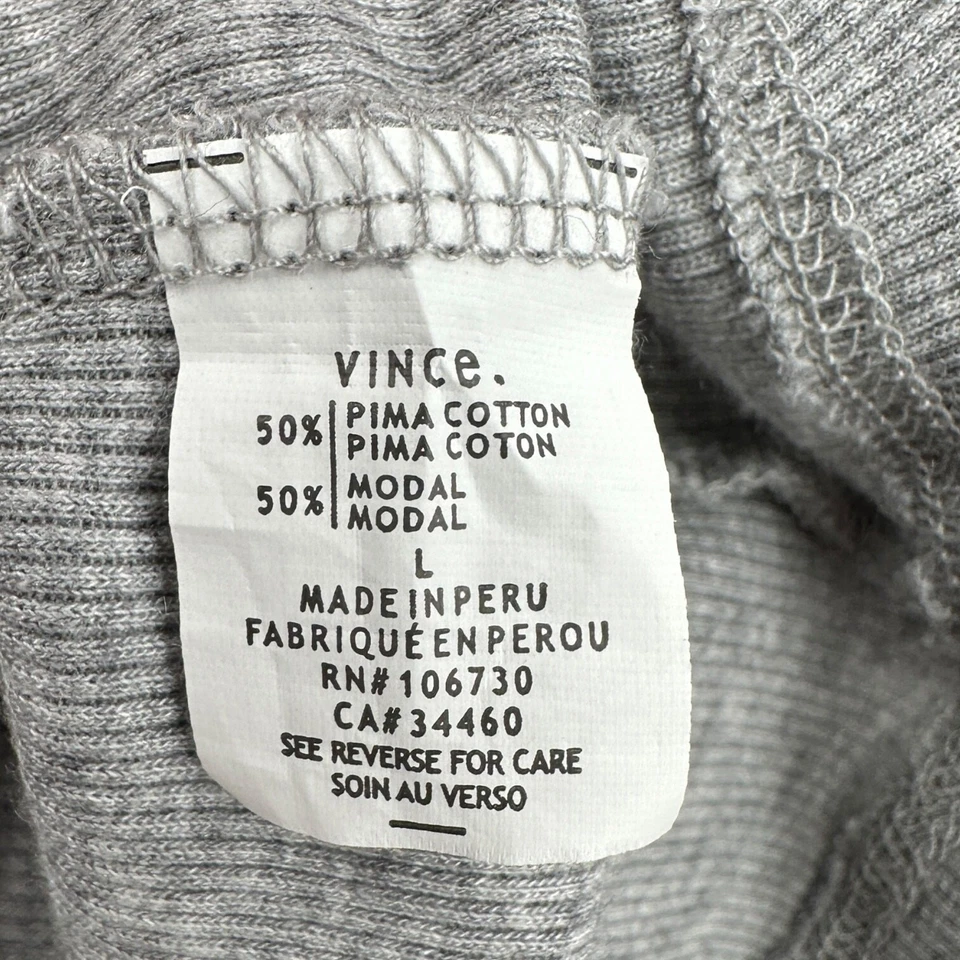 VINCe.
50% PIMA COTTON
PIMA COTON
50% MODAL
MODAL
L
MADE IN PERU
FABRIQUÉ EN PEROU
RN# 106730
CA# 34460
SEE REVERSE FOR CARE
SOIN AU VERSO